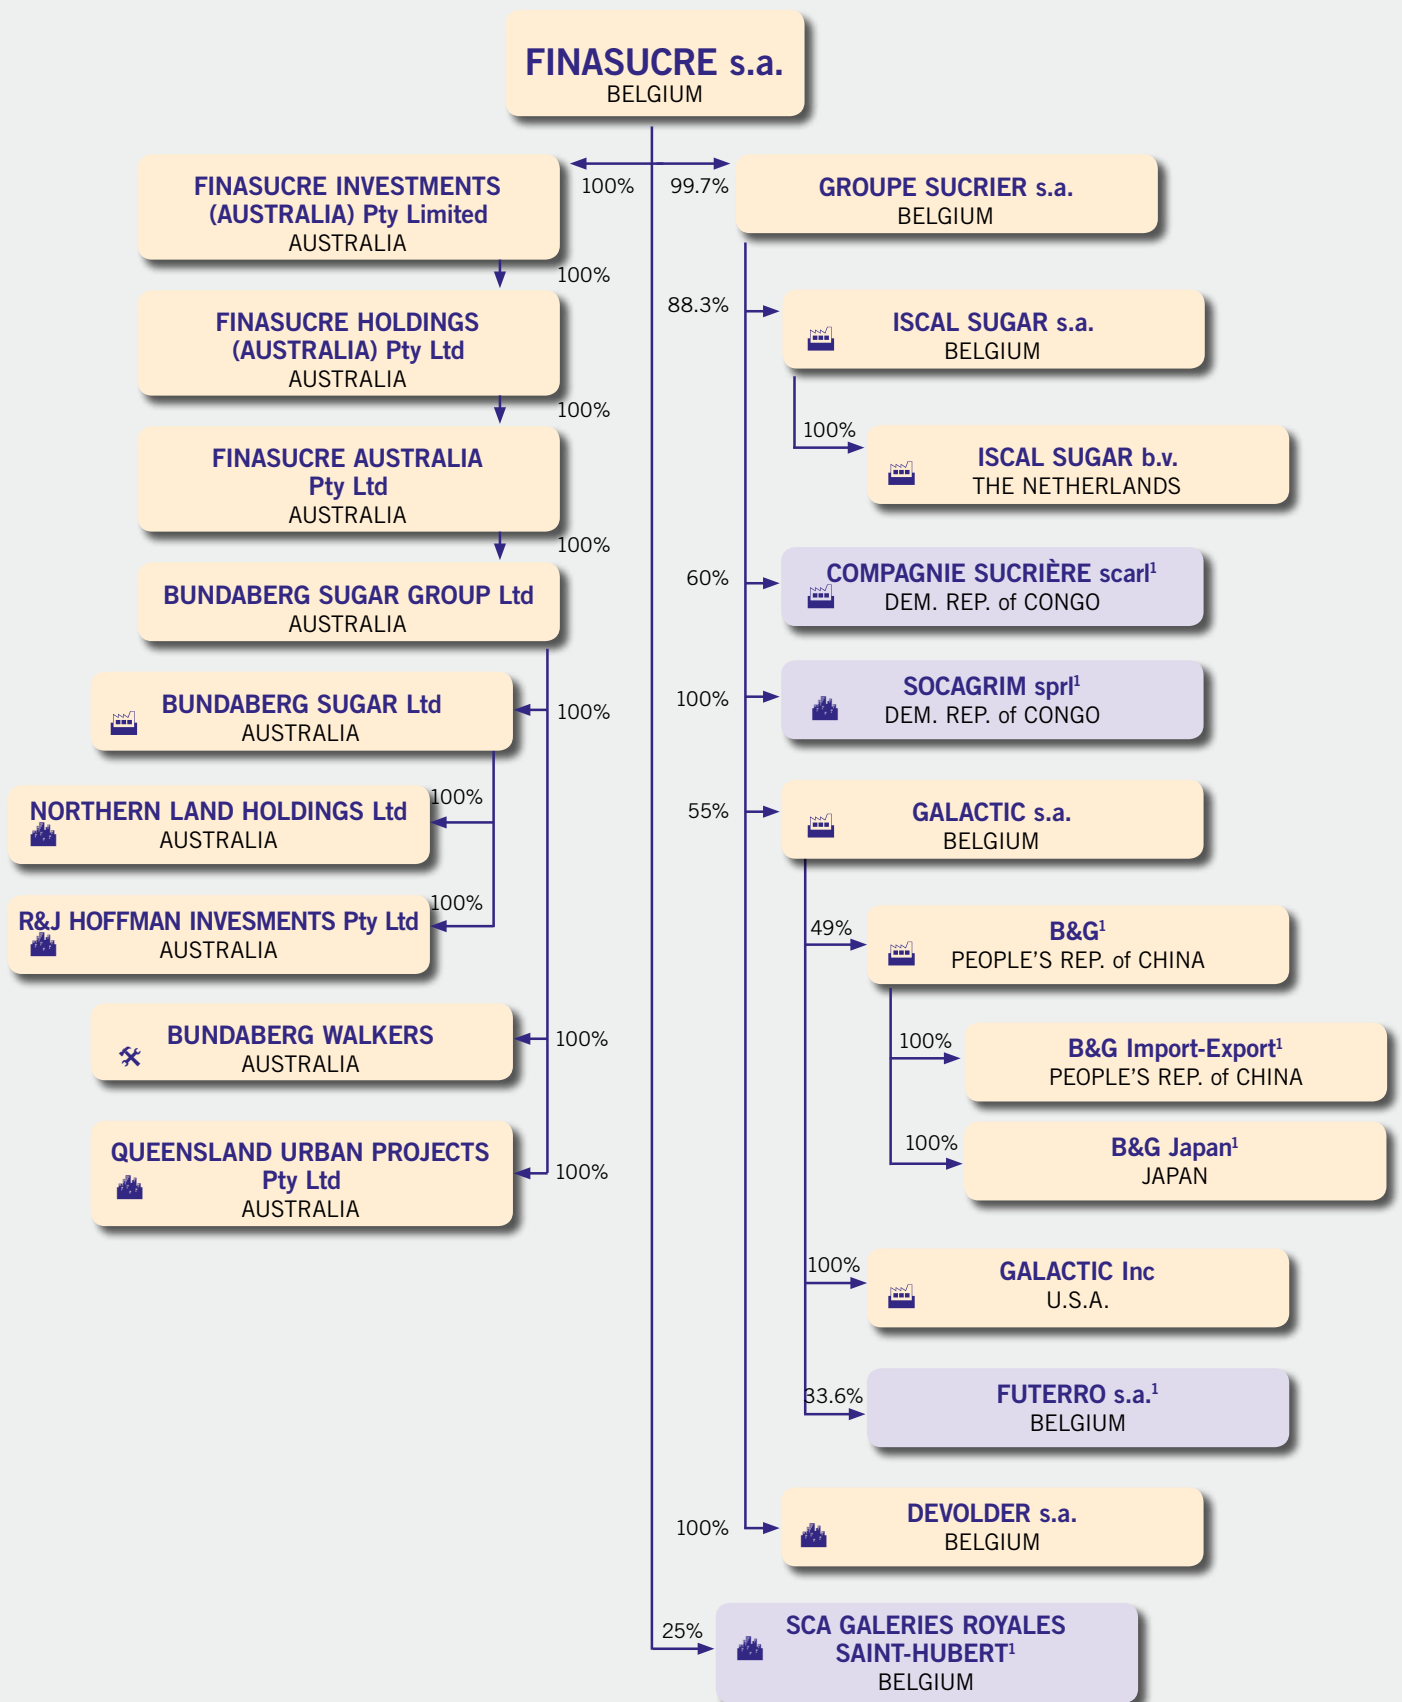 FINASUCRE s.a.
BELGIUM
100%
99.7%
FINASUCRE INVESTMENTS
(AUSTRALIA) Pty Limited
AUSTRALIA
100%
FINASUCRE HOLDINGS
(AUSTRALIA) Pty Ltd
AUSTRALIA
100%
FINASUCRE AUSTRALIA
Pty Ltd
AUSTRALIA
100%
BUNDABERG SUGAR GROUP Ltd
AUSTRALIA
100%
BUNDABERG SUGAR Ltd
AUSTRALIA
100%
NORTHERN LAND HOLDINGS Ltd
AUSTRALIA
100%
R&J HOFFMAN INVESMENTS Pty Ltd
AUSTRALIA
100%
BUNDABERG WALKERS
AUSTRALIA
100%
QUEENSLAND URBAN PROJECTS
Pty Ltd
AUSTRALIA
GROUPE SUCRIER s.a.
BELGIUM
88.3%
ISCAL SUGAR s.a.
BELGIUM
100%
ISCAL SUGAR b.v.
THE NETHERLANDS
60%
COMPAGNIE SUCRIÈRE scarl¹
DEM. REP. of CONGO
100%
SOCAGRIM sprl¹
DEM. REP. of CONGO
55%
GALACTIC s.a.
BELGIUM
49%
B&G¹
PEOPLE'S REP. of CHINA
100%
B&G Import-Export¹
PEOPLE'S REP. of CHINA
100%
B&G Japan¹
JAPAN
100%
GALACTIC Inc
U.S.A.
33.6%
FUTERRO s.a.¹
BELGIUM
100%
DEVOLDER s.a.
BELGIUM
25%
SCA GALERIES ROYALES
SAINT-HUBERT¹
BELGIUM